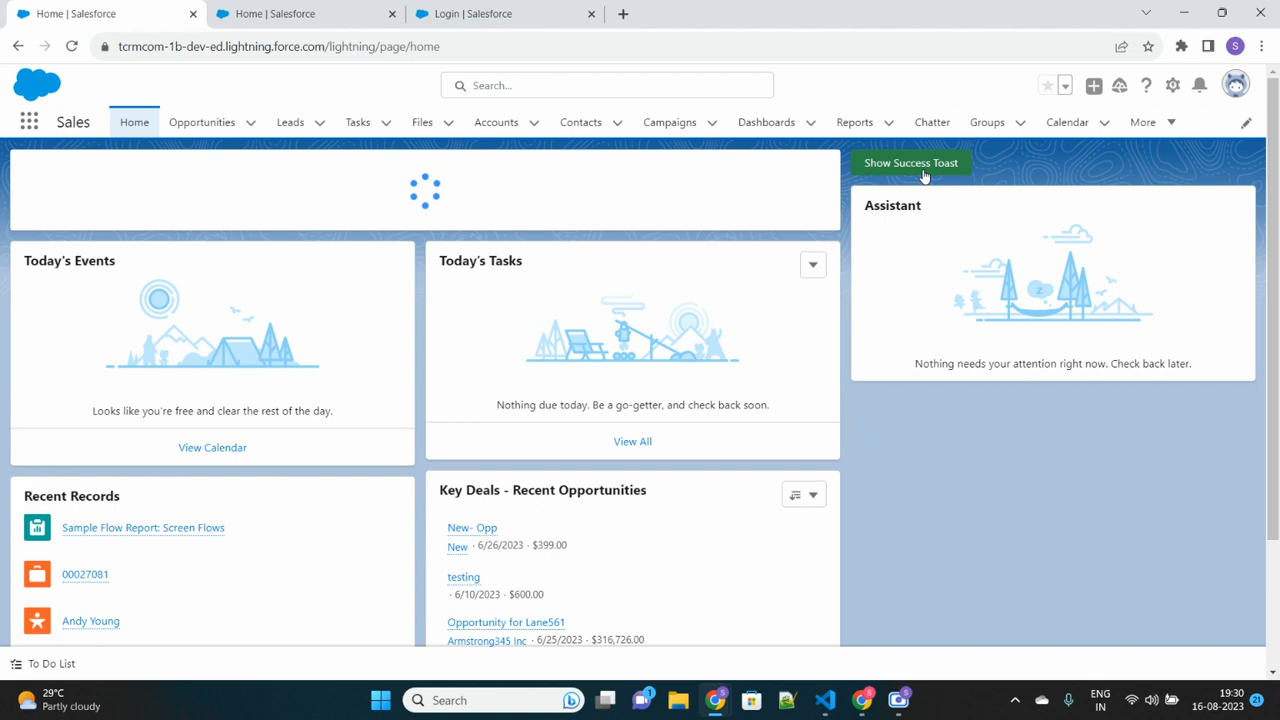 Home | Salesforce
Home | Salesforce
Login | Salesforce
tcrmcom-1b-dev-ed.lightning.force.com/lightning/page/home
S
Search...
Sales
Home
Opportunities
Leads
Tasks
Files
Accounts
Contacts
Campaigns
Dashboards
Reports
Chatter
Groups
Calendar
More
Show Success Toast
Assistant
Nothing needs your attention right now. Check back later.
Today's Events
Looks like you're free and clear the rest of the day.
View Calendar
Today's Tasks
Nothing due today. Be a go-getter, and check back soon.
View All
Recent Records
Sample Flow Report: Screen Flows
00027081
Andy Young
Key Deals - Recent Opportunities
New- Opp
New · 6/26/2023 · $399.00
testing
· 6/10/2023 · $600.00
Opportunity for Lane561
Armstrong345 Inc · 6/25/2023 · $316,726.00
To Do List
29°C
Partly cloudy
Search
1
ENG
IN
19:30
16-08-2023
21